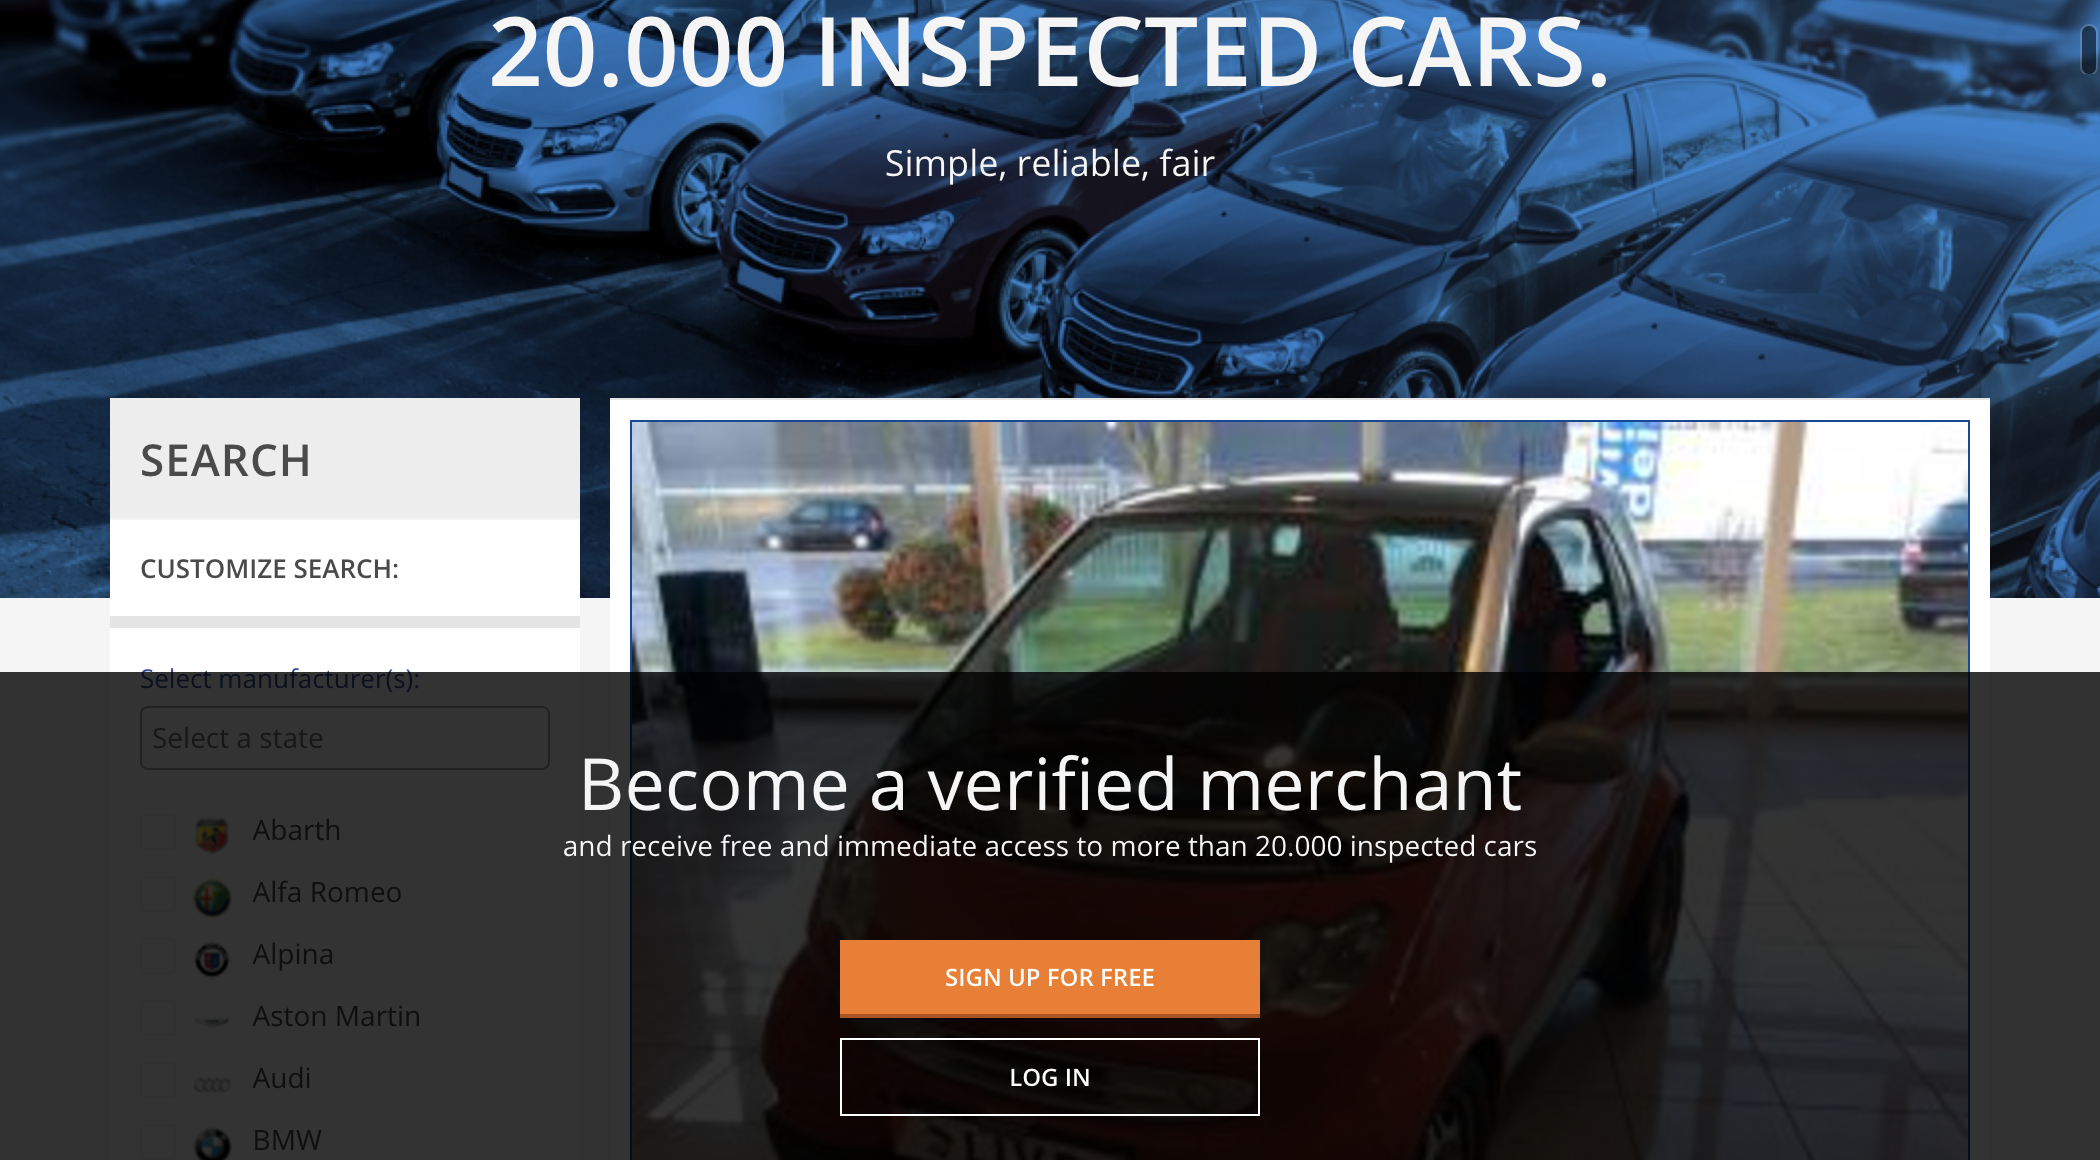 20.000 INSPECTED CARS.
Simple, reliable, fair
SEARCH
CUSTOMIZE SEARCH:
Select manufacturer(s):
Select a state
Abarth
Alfa Romeo
Alpina
Aston Martin
Audi
BMW
Become a verified merchant
and receive free and immediate access to more than 20.000 inspected cars
SIGN UP FOR FREE
LOG IN